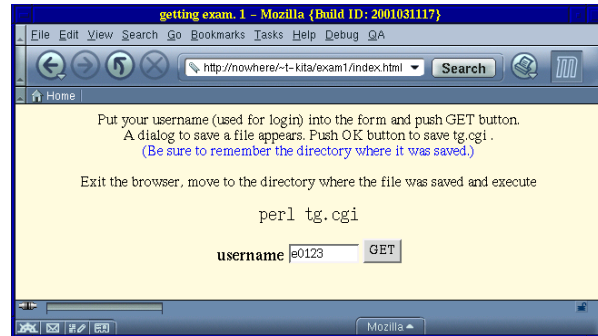 getting exam. 1 - Mozilla {Build ID: 2001031117}
File Edit View Search Go Bookmarks Tasks Help Debug QA
http://nowhere/~t-kita/exam1/index.html Search
Home
Put your username (used for login) into the form and push GET button.
A dialog to save a file appears. Push OK button to save tg.cgi .
(Be sure to remember the directory where it was saved.)
Exit the browser, move to the directory where the file was saved and execute
perl tg.cgi
username e0123 GET
Mozilla